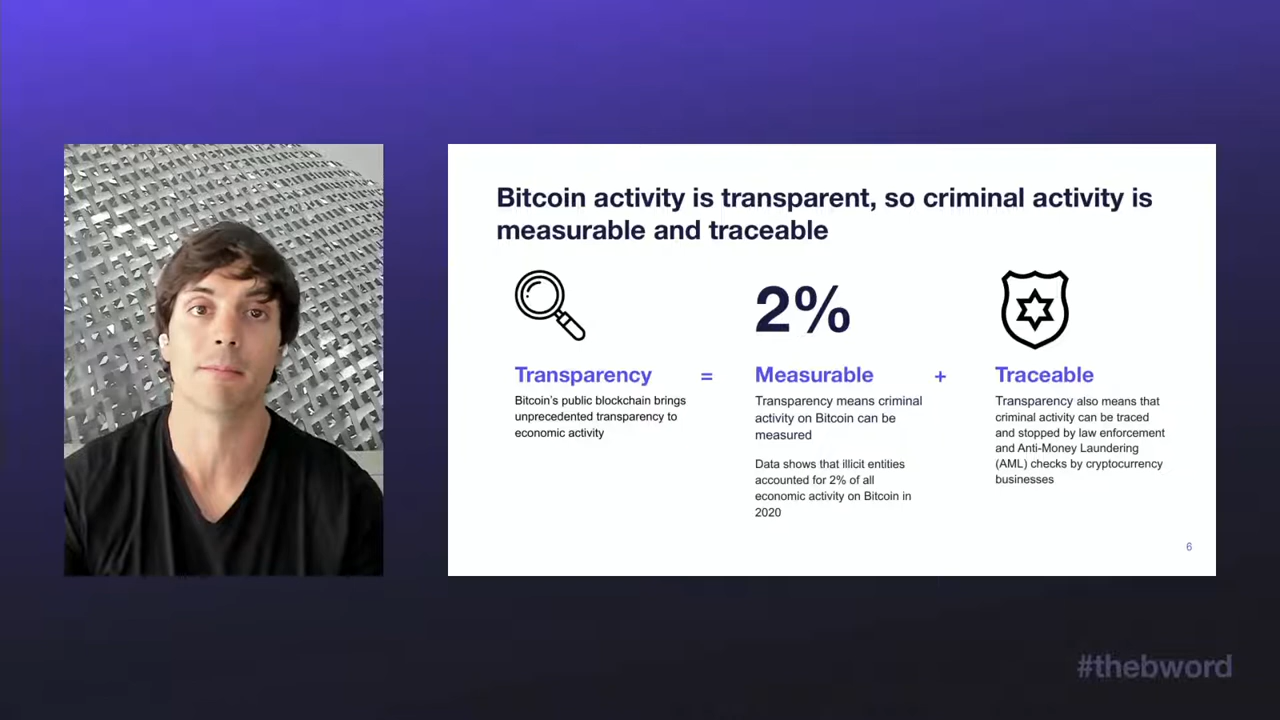 Bitcoin activity is transparent, so criminal activity is
measurable and traceable
2%
Transparency
=
Measurable
+
Traceable
Bitcoin's public blockchain brings
unprecedented transparency to
economic activity
Transparency means criminal
activity on Bitcoin can be
measured
Data shows that illicit entities
accounted for 2% of all
economic activity on Bitcoin in
2020
Transparency also means that
criminal activity can be traced
and stopped by law enforcement
and Anti-Money Laundering
(AML) checks by cryptocurrency
businesses
6
#thebword